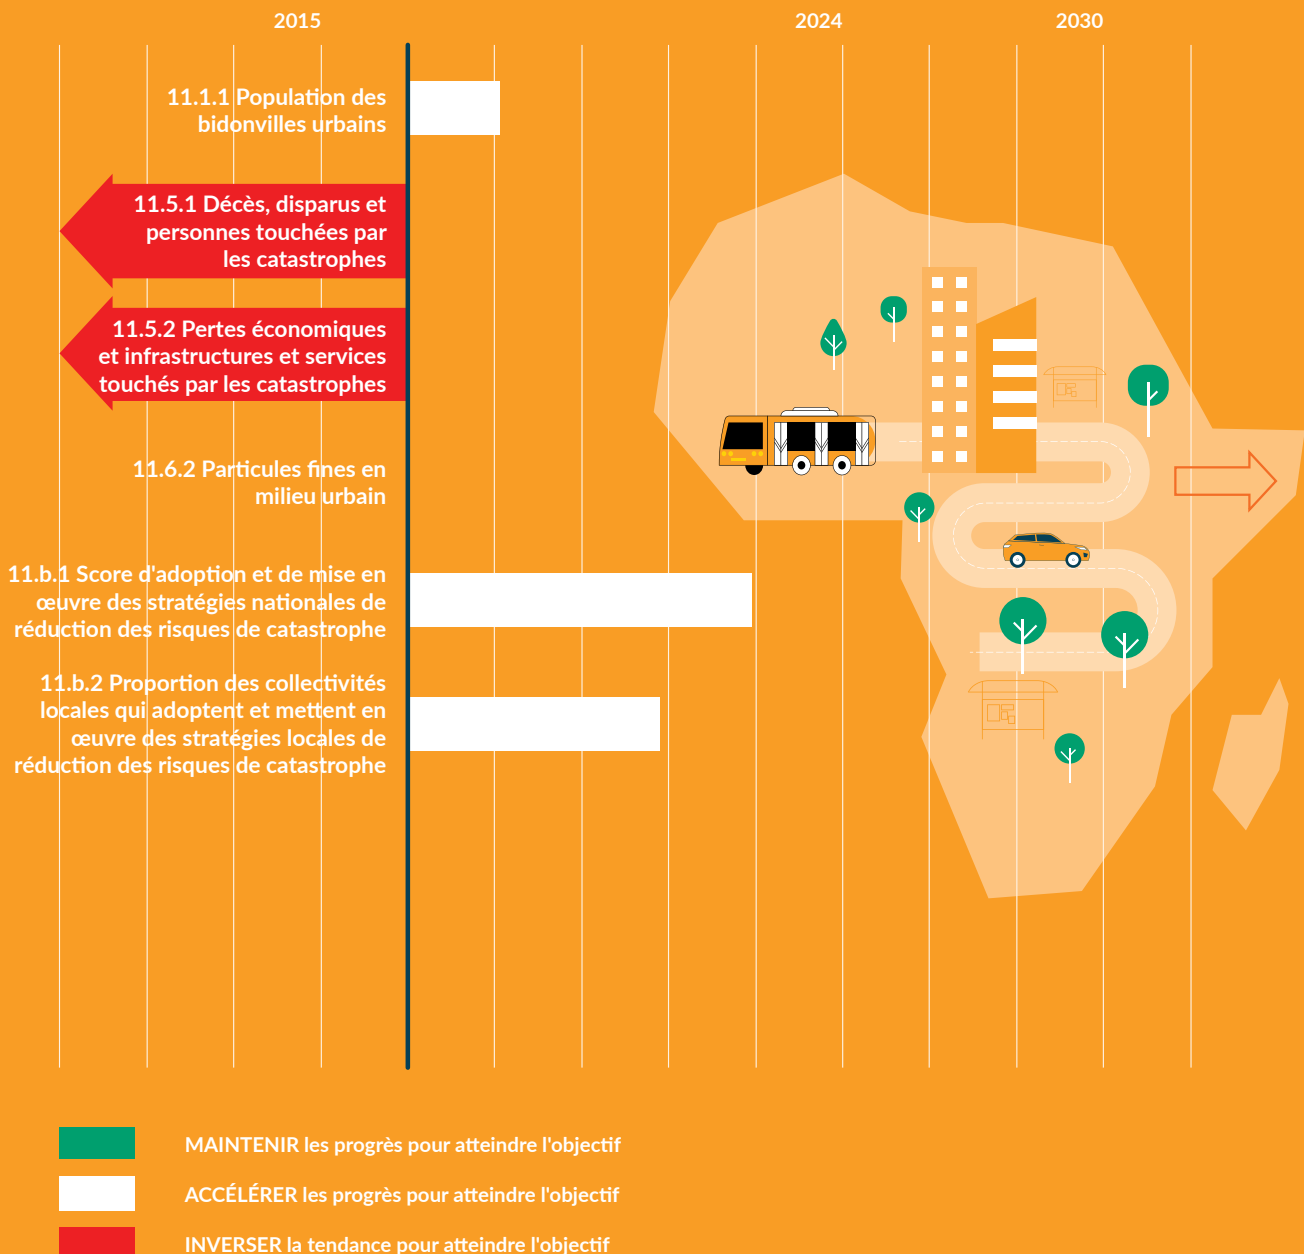 2015 2024 2030
11.1.1 Population des
bidonvilles urbains
11.5.1 Décès, disparus et
personnes touchées par
les catastrophes
11.5.2 Pertes économiques
et infrastructures et services
touchés par les catastrophes
11.6.2 Particules fines en
milieu urbain
11.b.1 Score d'adoption et de mise en
œuvre des stratégies nationales de
réduction des risques de catastrophe
11.b.2 Proportion des collectivités
locales qui adoptent et mettent en
œuvre des stratégies locales de
réduction des risques de catastrophe
MAINTENIR les progrès pour atteindre l'objectif
ACCÉLÉRER les progrès pour atteindre l'objectif
INVERSER la tendance pour atteindre l'objectif